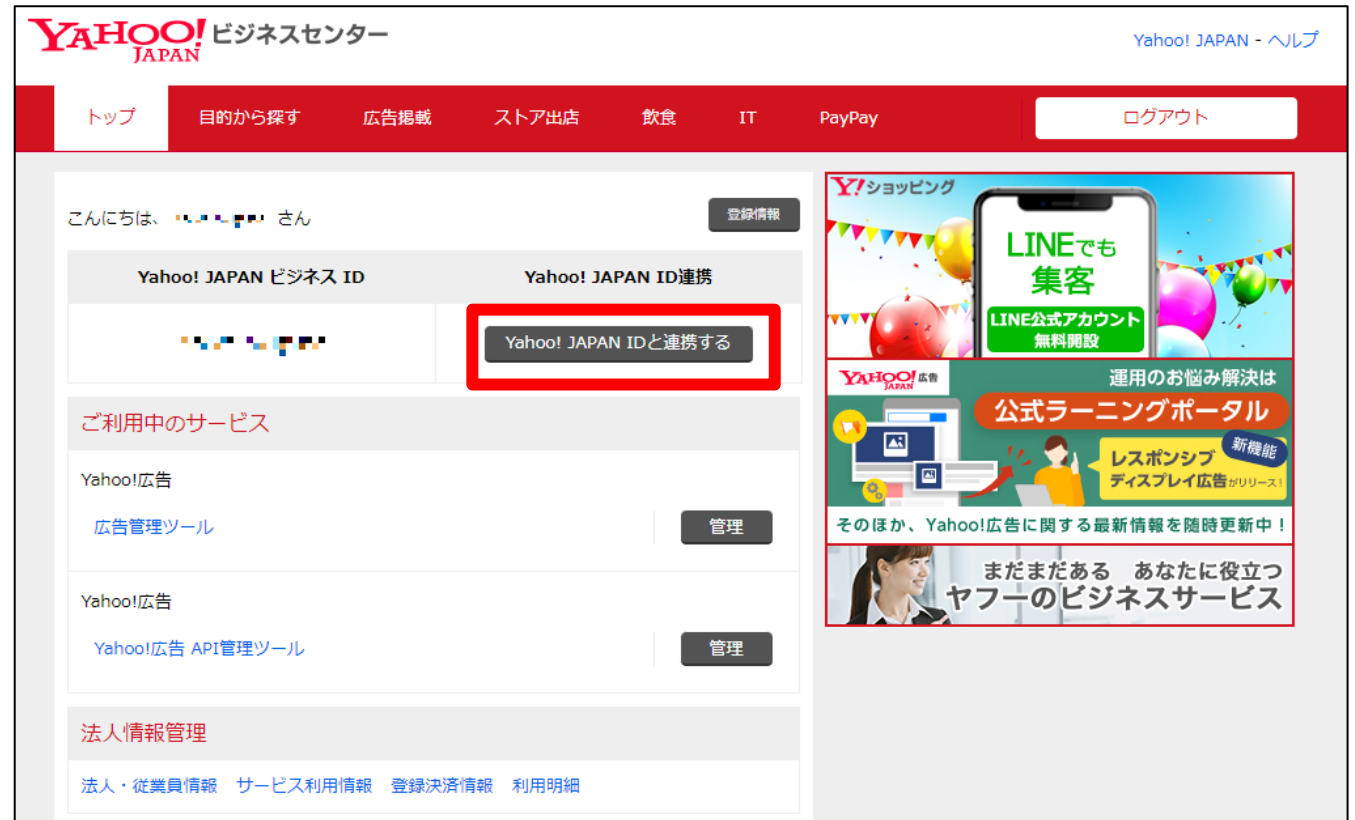 YAHOO! JAPAN ビジネスセンター
Yahoo! JAPAN - ヘルプ
トップ 目的から探す 広告掲載 ストア出店 飲食 IT PayPay ログアウト
こんにちは、 さん 登録情報
Yahoo! JAPAN ビジネス ID Yahoo! JAPAN ID連携
Yahoo! JAPAN IDと連携する
ご利用中のサービス
Yahoo!広告
広告管理ツール 管理
Yahoo!広告
Yahoo!広告 API管理ツール 管理
法人情報管理
法人・従業員情報 サービス利用情報 登録決済情報 利用明細
Y!ショッピング
LINEでも
集客
LINE公式アカウント
無料開設
YAHOO! JAPAN 広告
運用のお悩み解決は
公式ラーニングポータル
新機能
レスポンシブ
ディスプレイ広告がリリース!
そのほか、Yahoo!広告に関する最新情報を随時更新中!
まだまだある あなたに役立つ
ヤフーのビジネスサービス